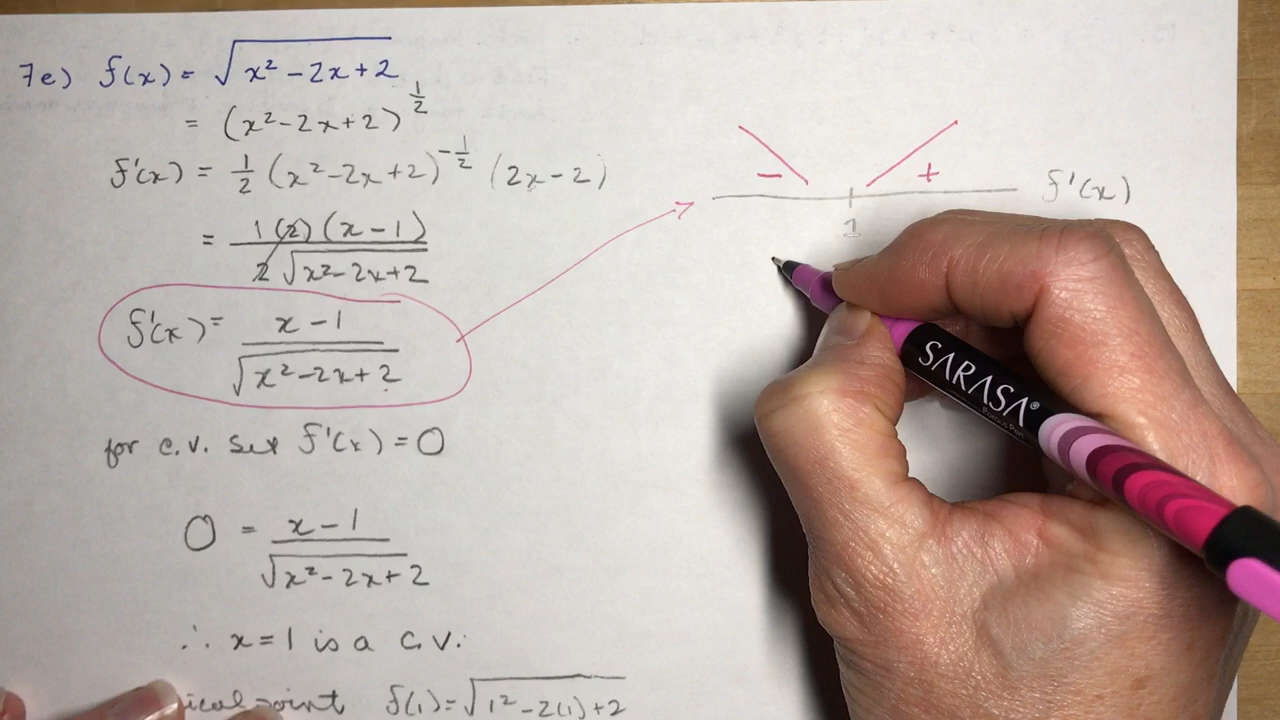 7e) f(x) = √(x² - 2x + 2)
= (x² - 2x + 2)^(1/2)
f'(x) = 1/2 (x² - 2x + 2)^(-1/2) (2x - 2)
= 1(2)(x - 1) / 2√(x² - 2x + 2)
f'(x) = (x - 1) / √(x² - 2x + 2)
for c.v. set f'(x) = 0
0 = (x - 1) / √(x² - 2x + 2)
∴ x = 1 is a c.v.
f(1) = √(1² - 2(1) + 2)
- + f'(x)
1
SARASA®
Porous Pen